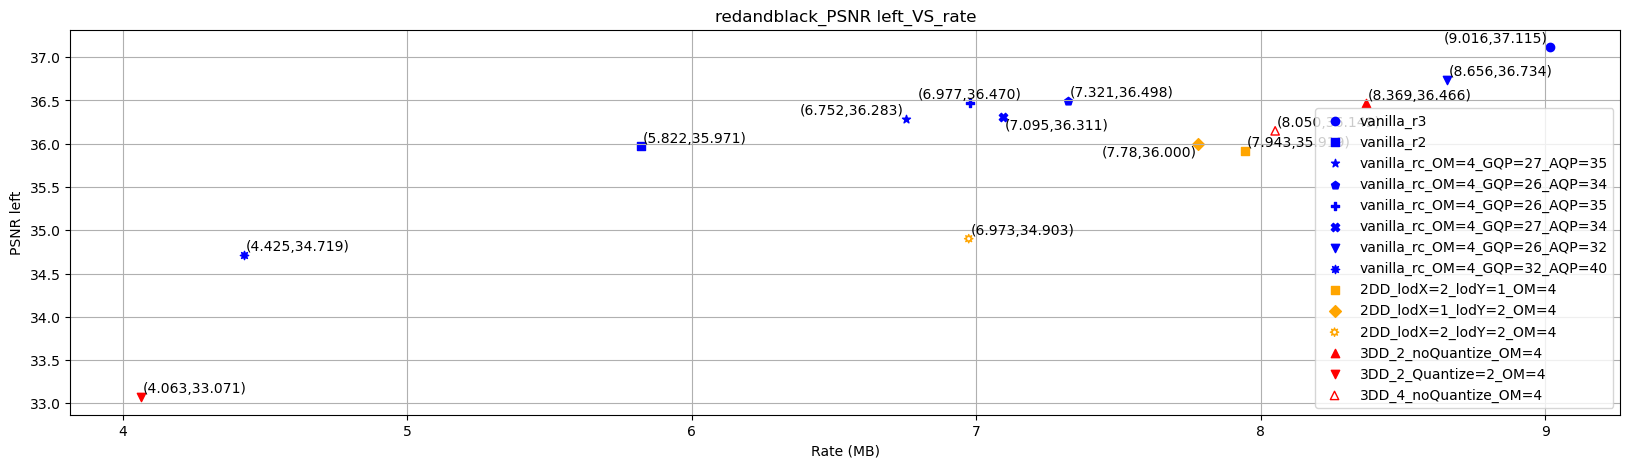 redandblack_PSNR left_VS_rate
PSNR left
37.0
36.5
36.0
35.5
35.0
34.5
34.0
33.5
33.0
(9.016,37.115)
(8.656,36.734)
(8.369,36.466)
(7.321,36.498)
(6.977,36.470)
(6.752,36.283)
(7.095,36.311)
(5.822,35.971)
(7.78,36.000)
(6.973,34.903)
(4.425,34.719)
(4.063,33.071)
vanilla_r3
vanilla_r2
vanilla_rc_OM=4_GQP=27_AQP=35
vanilla_rc_OM=4_GQP=26_AQP=34
vanilla_rc_OM=4_GQP=26_AQP=35
vanilla_rc_OM=4_GQP=27_AQP=34
vanilla_rc_OM=4_GQP=26_AQP=32
vanilla_rc_OM=4_GQP=32_AQP=40
2DD_lodX=2_lodY=1_OM=4
2DD_lodX=1_lodY=2_OM=4
2DD_lodX=2_lodY=2_OM=4
3DD_2_noQuantize_OM=4
3DD_2_Quantize=2_OM=4
3DD_4_noQuantize_OM=4
4
5
6
7
8
9
Rate (MB)